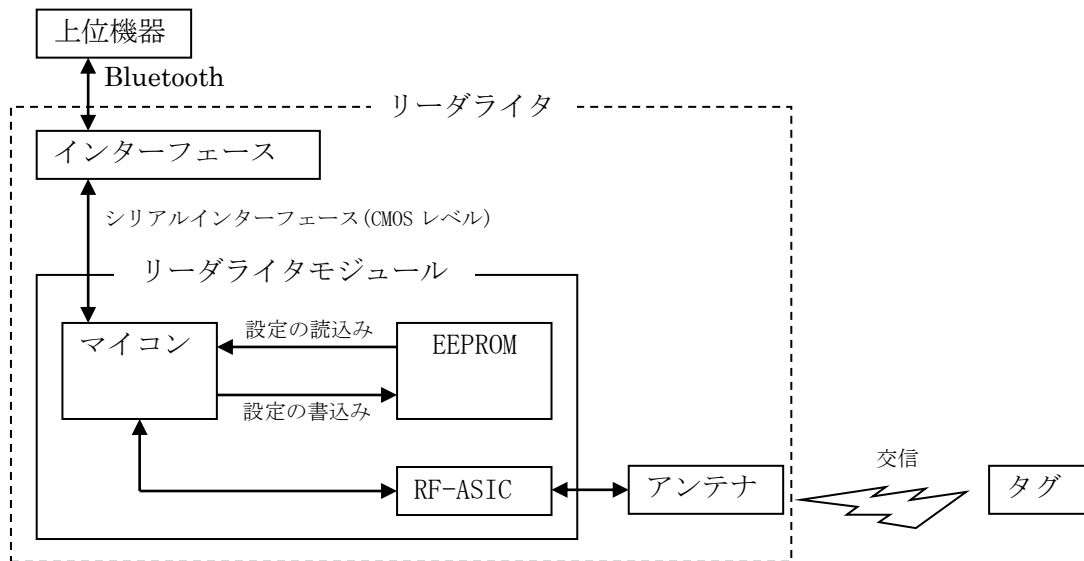 上位機器
Bluetooth
リーダライタ
インターフェース
シリアルインターフェース(CMOS レベル)
リーダライタモジュール
マイコン
設定の読込み
EEPROM
設定の書込み
RF-ASIC
アンテナ
交信
タグ